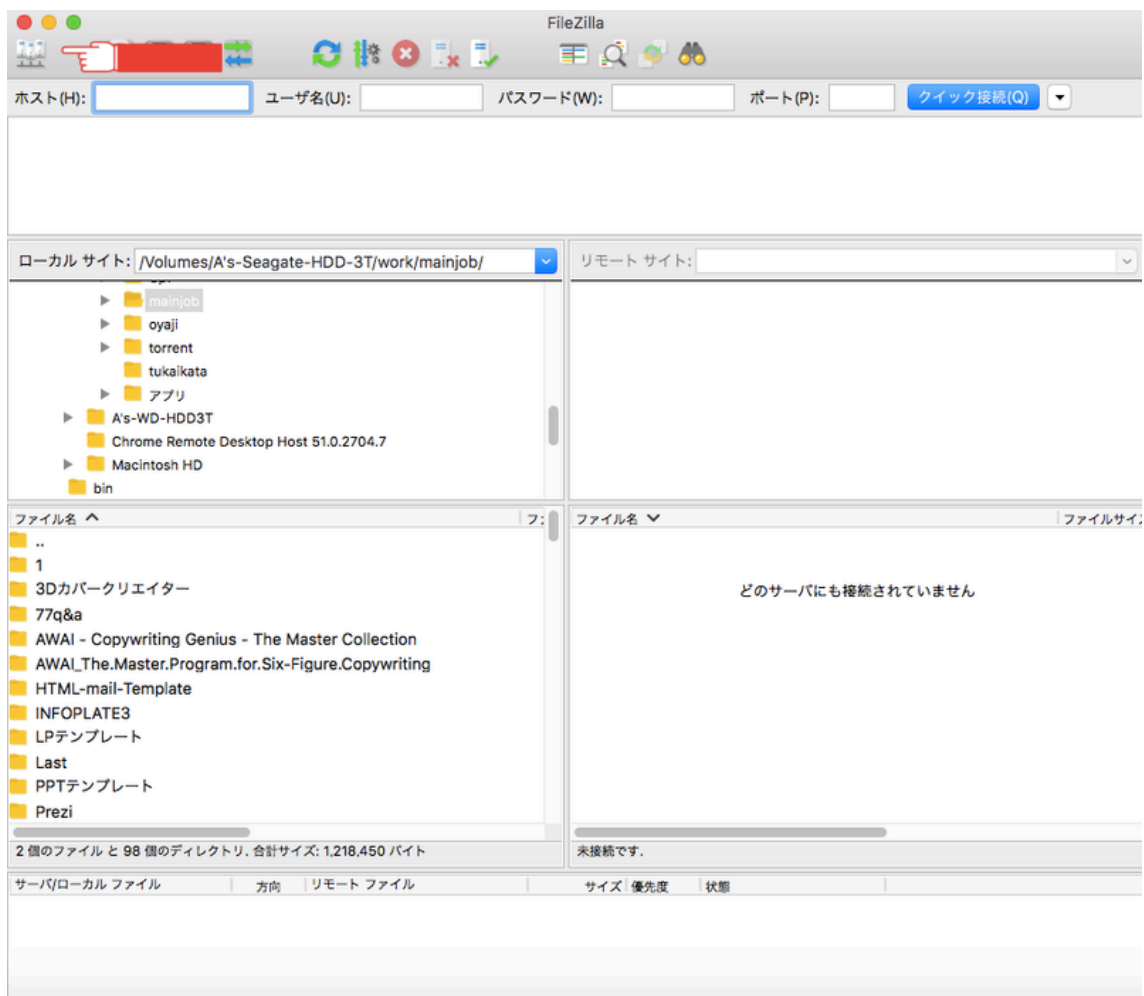 FileZilla
ホスト(H): ユーザ名(U): パスワード(W): ポート(P): クイック接続(Q)
ローカル サイト: /Volumes/A's-Seagate-HDD-3T/work/mainjob/
リモート サイト:
mainjob
oyaji
torrent
tukaikata
アプリ
A's-WD-HDD3T
Chrome Remote Desktop Host 51.0.2704.7
Macintosh HD
bin
ファイル名
..
1
3Dカバークリエイター
77q&a
AWAI - Copywriting Genius - The Master Collection
AWAI_The.Master.Program.for.Six-Figure.Copywriting
HTML-mail-Template
INFOPLATE3
LPテンプレート
Last
PPTテンプレート
Prezi
2 個のファイル と 98 個のディレクトリ. 合計サイズ: 1,218,450 バイト
ファイル名 ファイルサイズ
どのサーバにも接続されていません
未接続です.
サーバ/ローカル ファイル 方向 リモート ファイル サイズ 優先度 状態